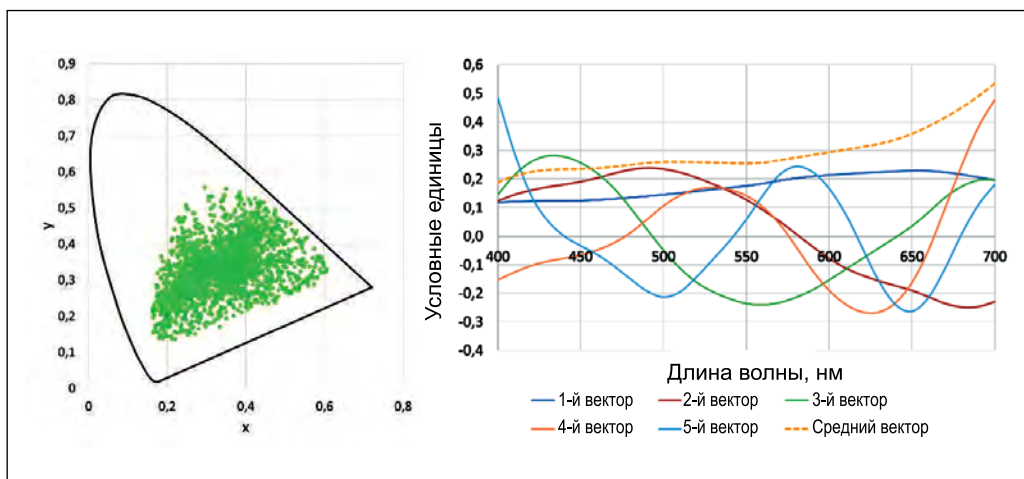 0,9
0,8
0,7
0,6
0,5
y
0,4
0,3
0,2
0,1
0
0 0,2 0,4 0,6 0,8
x
0,6
0,5
0,4
0,3
0,2
0,1
0,0
-0,1
-0,2
-0,3
-0,4
Условные единицы
400 450 500 550 600 650 700
Длина волны, нм
1-й вектор 2-й вектор 3-й вектор
4-й вектор 5-й вектор Средний вектор